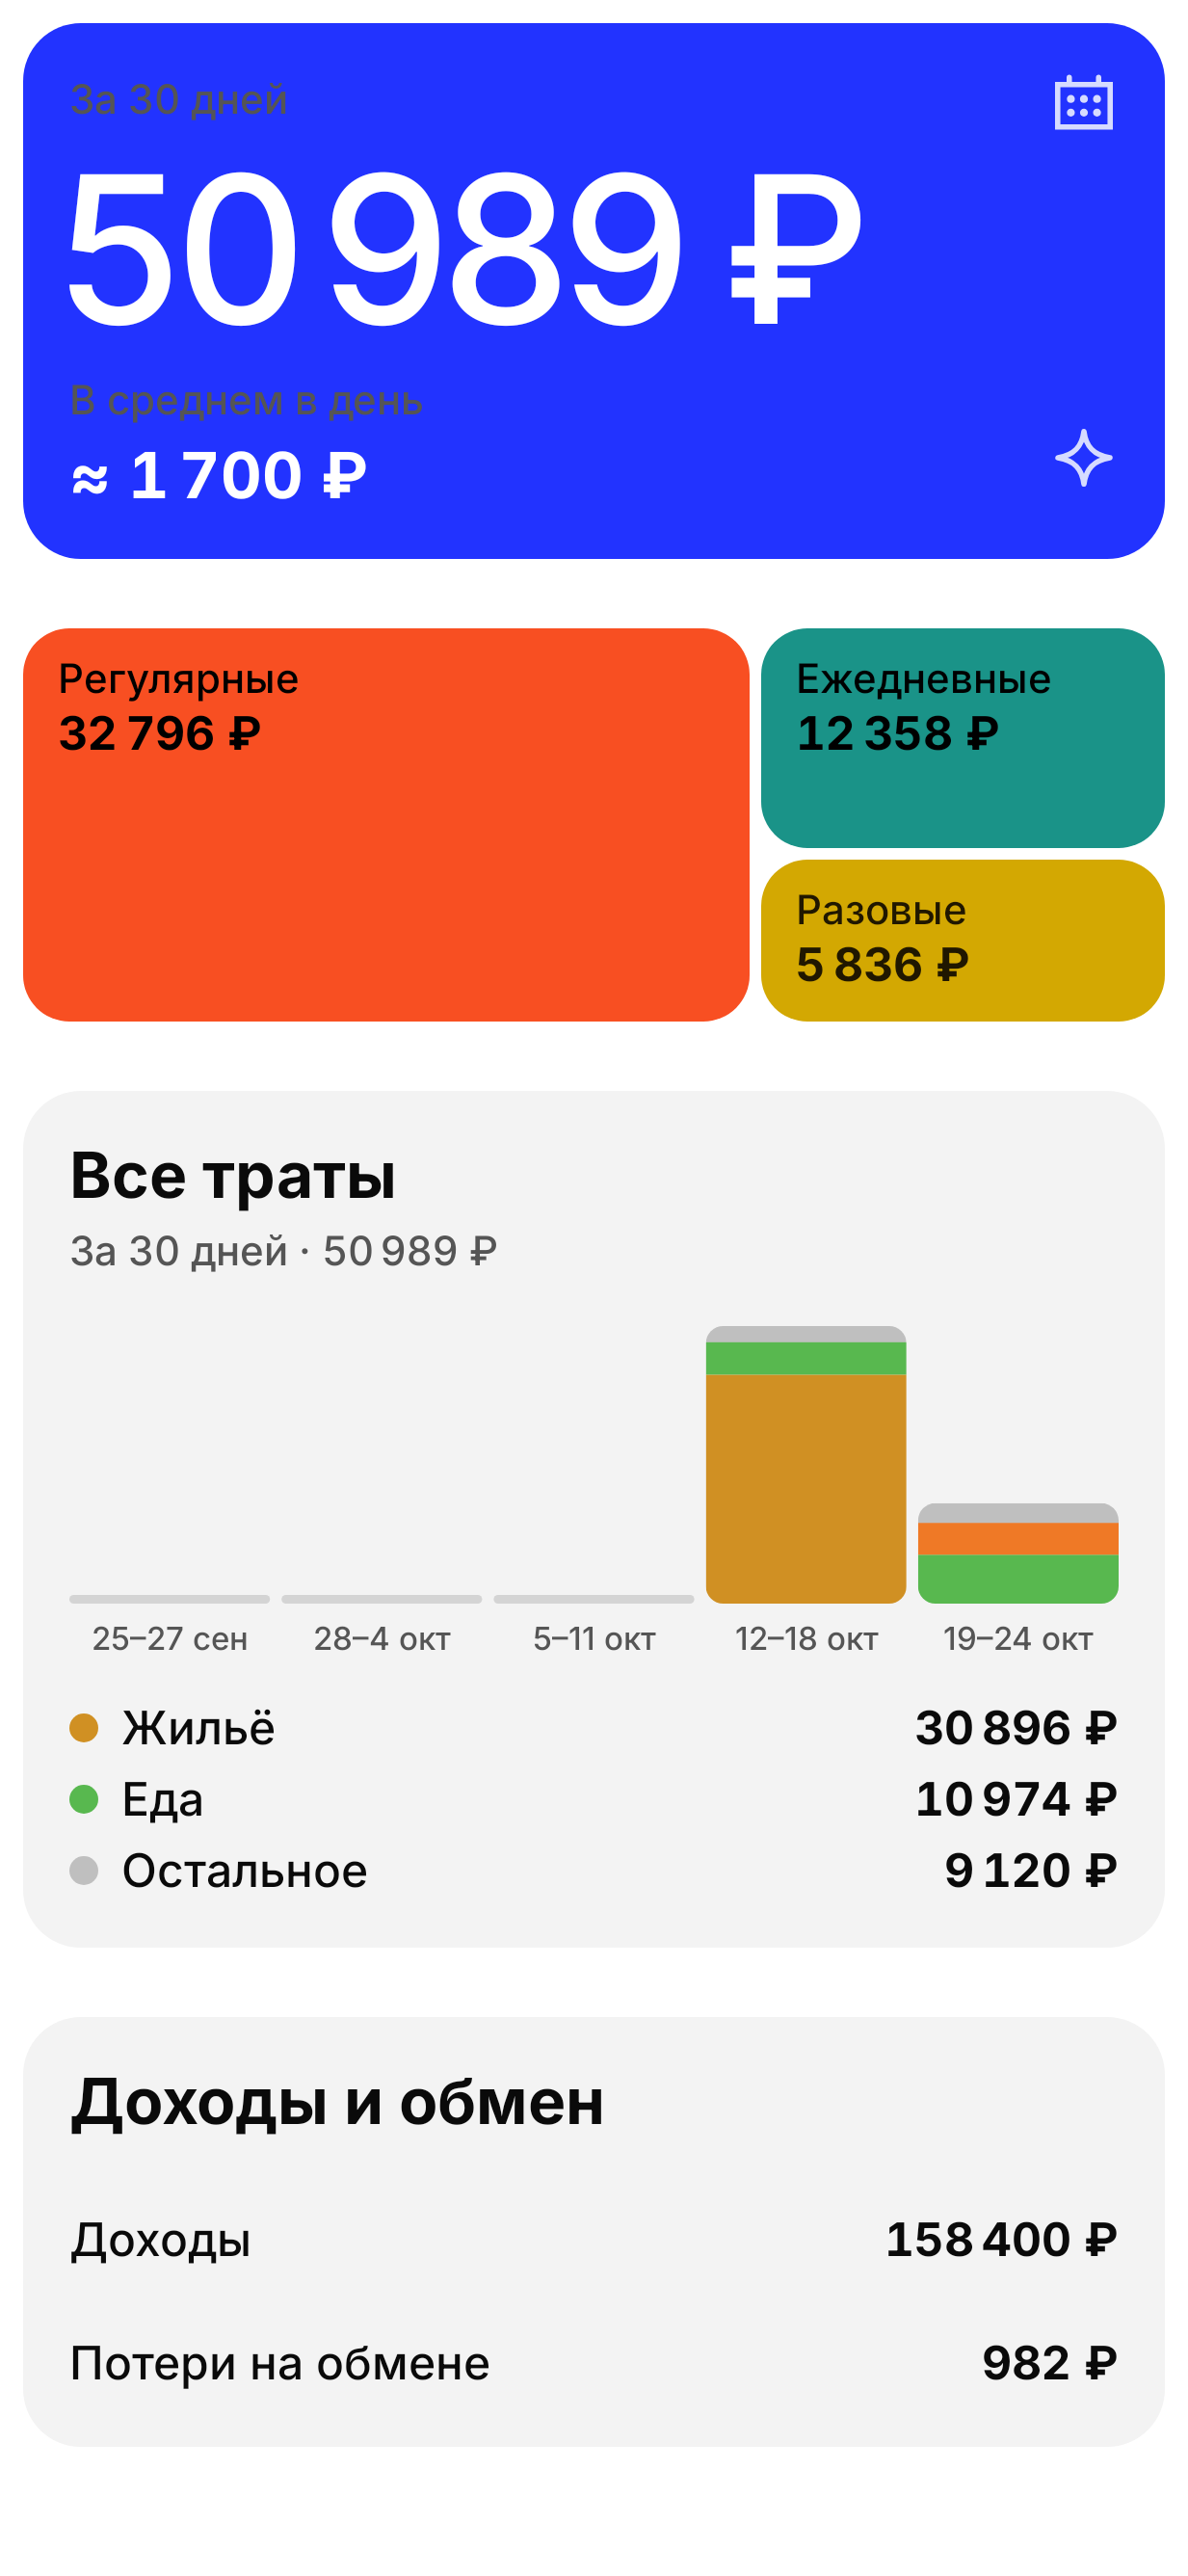 За 30 дней
50 989 ₽
В среднем в день
≈ 1 700 ₽
Регулярные
32 796 ₽
Ежедневные
12 358 ₽
Разовые
5 836 ₽
Все траты
За 30 дней · 50 989 ₽
25–27 сен
28–4 окт
5–11 окт
12–18 окт
19–24 окт
Жильё 30 896 ₽
Еда 10 974 ₽
Остальное 9 120 ₽
Доходы и обмен
Доходы 158 400 ₽
Потери на обмене 982 ₽